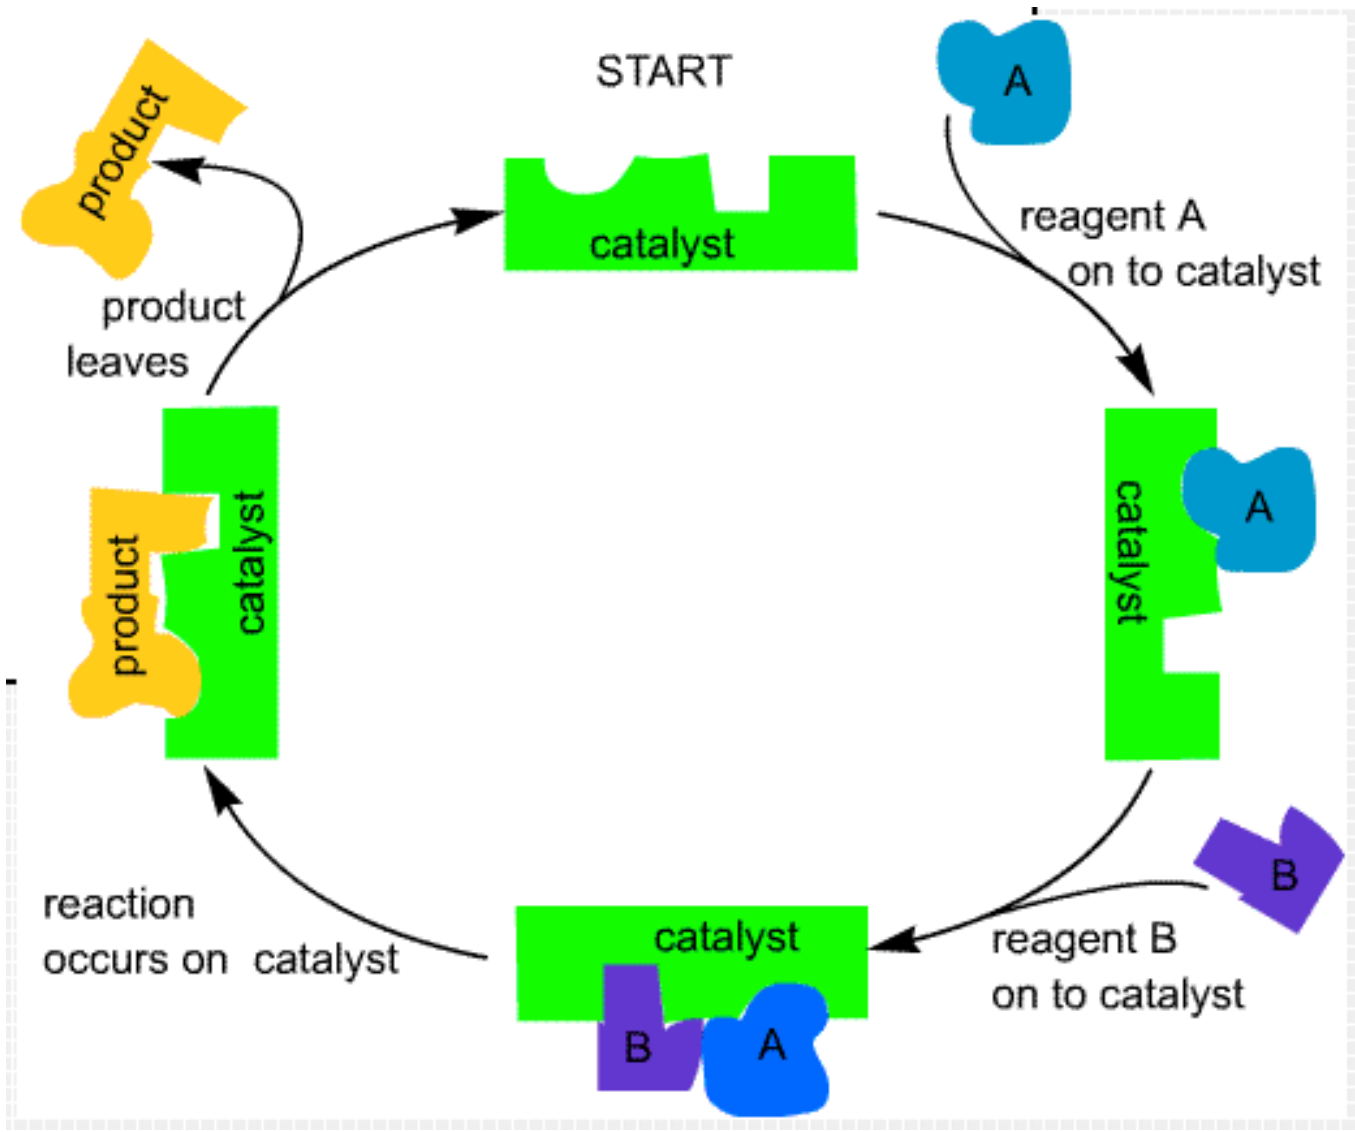 START
A
product
catalyst
reagent A
on to catalyst
product
leaves
catalyst
A
product
catalyst
B
reagent B
on to catalyst
catalyst
B
A
reaction
occurs on catalyst